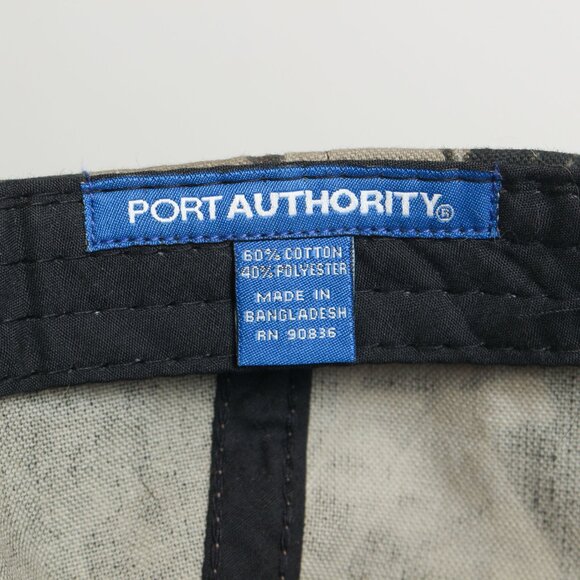 PORT AUTHORITY®
60% COTTON
40% POLYESTER
MADE IN
BANGLADESH
RN 90836